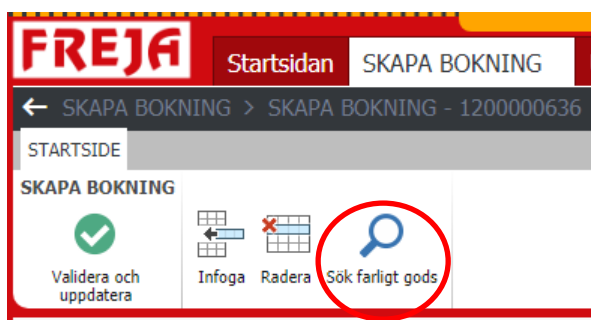 FREJA
Startsidan SKAPA BOKNING
← SKAPA BOKNING > SKAPA BOKNING - 1200000636
STARTSIDE
SKAPA BOKNING
Validera och
uppdatera
Infoga Radera Sök farligt gods